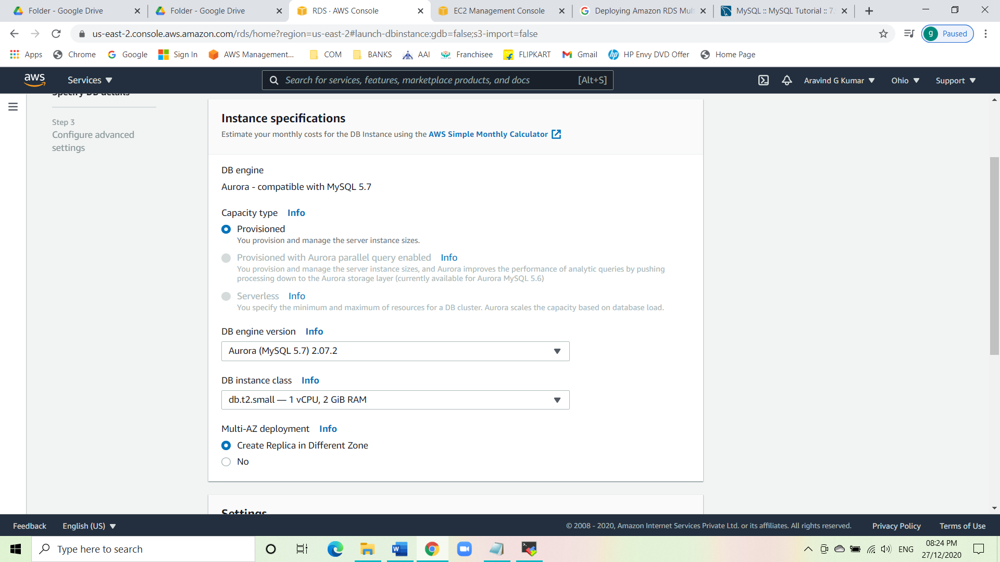 Folder - Google Drive
Folder - Google Drive
RDS · AWS Console
EC2 Management Console
Deploying Amazon RDS Mul
MySQL :: MySQL Tutorial :: 7.
us-east-2.console.aws.amazon.com/rds/home?region=us-east-2#launch-dbinstance:gdb=false;s3-import=false
g Paused
Apps
Chrome
Google
Sign In
AWS Management...
COM
BANKS
AAI
Franchisee
FLIPKART
Gmail
HP Envy DVD Offer
Home Page
aws
Services
Search for services, features, marketplace products, and docs [Alt+S]
Aravind G Kumar
Ohio
Support
Specify DB details
Step 3
Configure advanced
settings
Instance specifications
Estimate your monthly costs for the DB Instance using the AWS Simple Monthly Calculator
DB engine
Aurora - compatible with MySQL 5.7
Capacity type Info
Provisioned
You provision and manage the server instance sizes.
Provisioned with Aurora parallel query enabled Info
You provision and manage the server instance sizes, and Aurora improves the performance of analytic queries by pushing
processing down to the Aurora storage layer (currently available for Aurora MySQL 5.6)
Serverless Info
You specify the minimum and maximum of resources for a DB cluster. Aurora scales the capacity based on database load.
DB engine version Info
Aurora (MySQL 5.7) 2.07.2
DB instance class Info
db.t2.small — 1 vCPU, 2 GiB RAM
Multi-AZ deployment Info
Create Replica in Different Zone
No
Settings
Feedback
English (US)
© 2008 - 2020, Amazon Internet Services Private Ltd. or its affiliates. All rights reserved.
Privacy Policy
Terms of Use
Type here to search
ENG
08:24 PM
27/12/2020